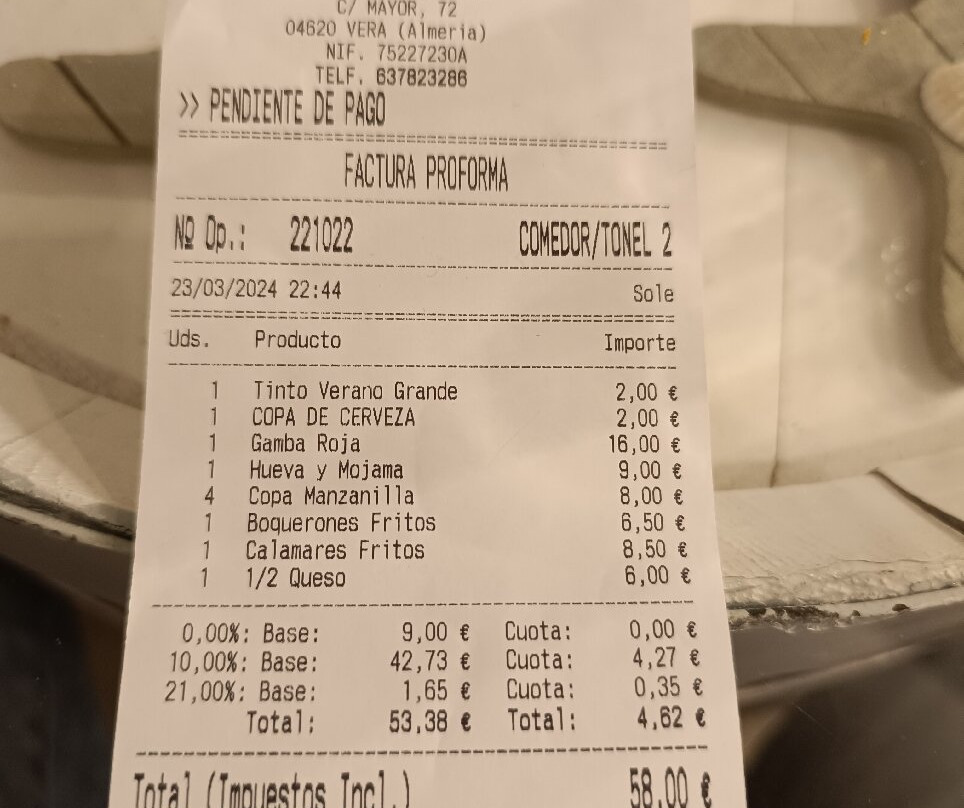 C/ MAYOR, 72
04620 VERA (Almeria)
NIF. 75227230A
TELF. 637823286
>> PENDIENTE DE PAGO
FACTURA PROFORMA
Nº Op.: 221022 COMEDOR/TONEL 2
23/03/2024 22:44 Sole
Uds. Producto Importe
1 Tinto Verano Grande 2,00 €
1 COPA DE CERVEZA 2,00 €
1 Gamba Roja 16,00 €
1 Hueva y Mojama 9,00 €
4 Copa Manzanilla 8,00 €
1 Boquerones Fritos 6,50 €
1 Calamares Fritos 8,50 €
1 1/2 Queso 6,00 €
0,00%: Base: 9,00 € Cuota: 0,00 €
10,00%: Base: 42,73 € Cuota: 4,27 €
21,00%: Base: 1,65 € Cuota: 0,35 €
Total: 53,38 € Total: 4,62 €
Total (Impuestos Incl.) 58,00 €